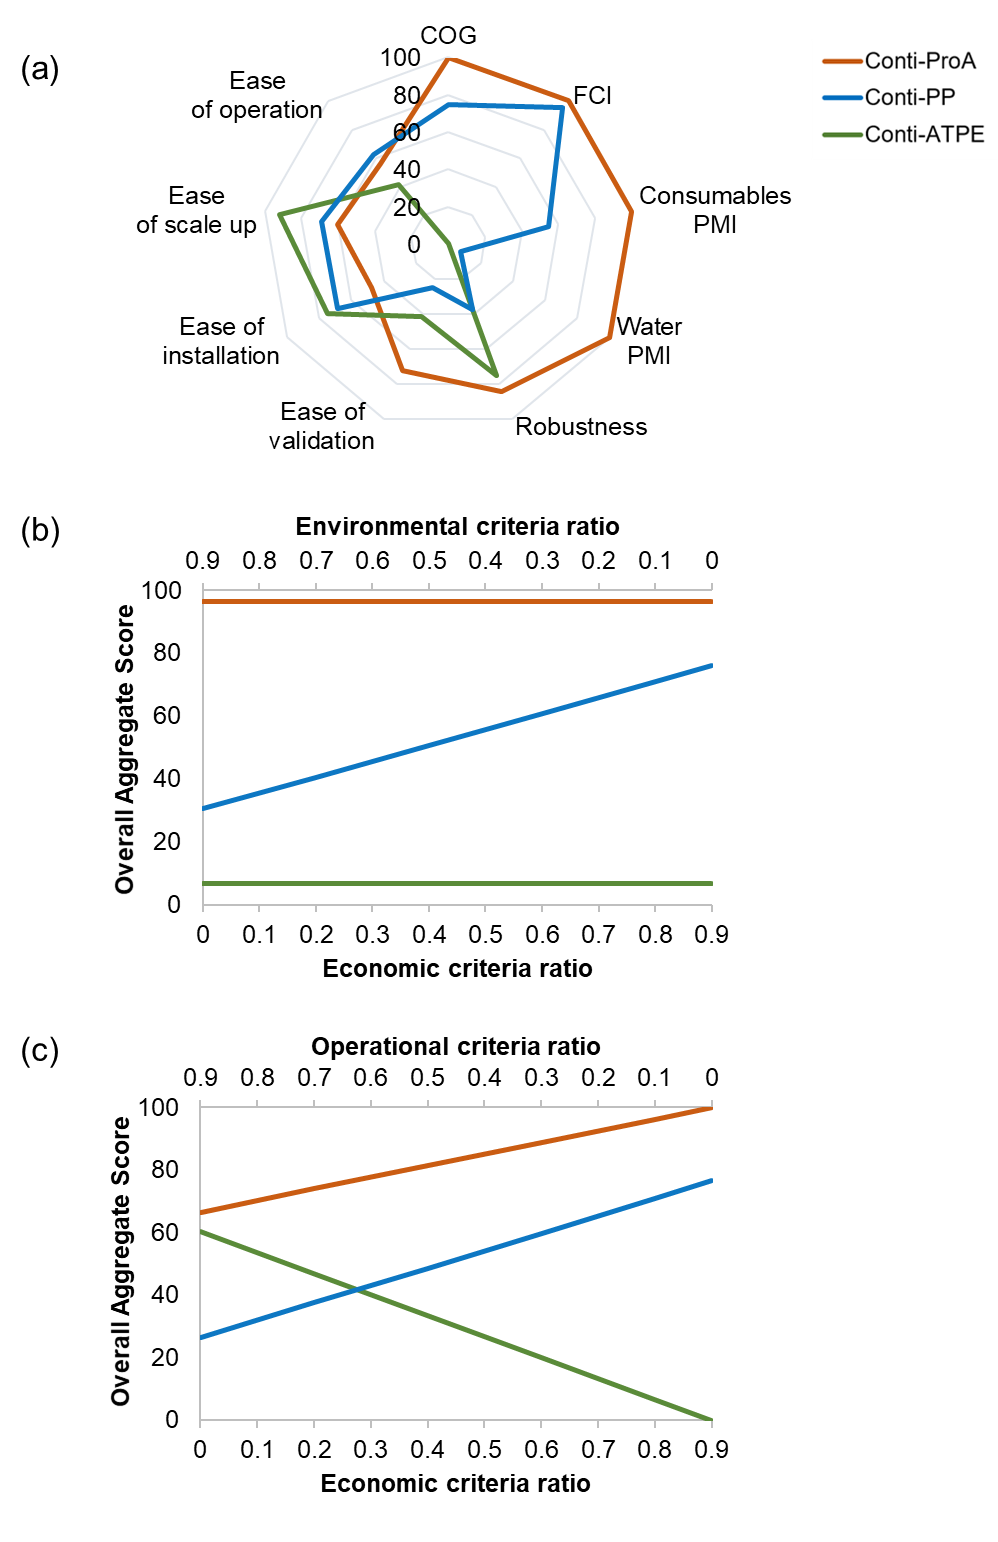 (a)
COG
100
80
60
40
20
0
FCI
Consumables
PMI
Water
PMI
Robustness
Ease of
validation
Ease of
installation
Ease
of scale up
Ease
of operation
Conti-ProA
Conti-PP
Conti-ATPE
(b)
Environmental criteria ratio
0.9 0.8 0.7 0.6 0.5 0.4 0.3 0.2 0.1 0
Overall Aggregate Score
100
80
60
40
20
0
0 0.1 0.2 0.3 0.4 0.5 0.6 0.7 0.8 0.9
Economic criteria ratio
(c)
Operational criteria ratio
0.9 0.8 0.7 0.6 0.5 0.4 0.3 0.2 0.1 0
Overall Aggregate Score
100
80
60
40
20
0
0 0.1 0.2 0.3 0.4 0.5 0.6 0.7 0.8 0.9
Economic criteria ratio